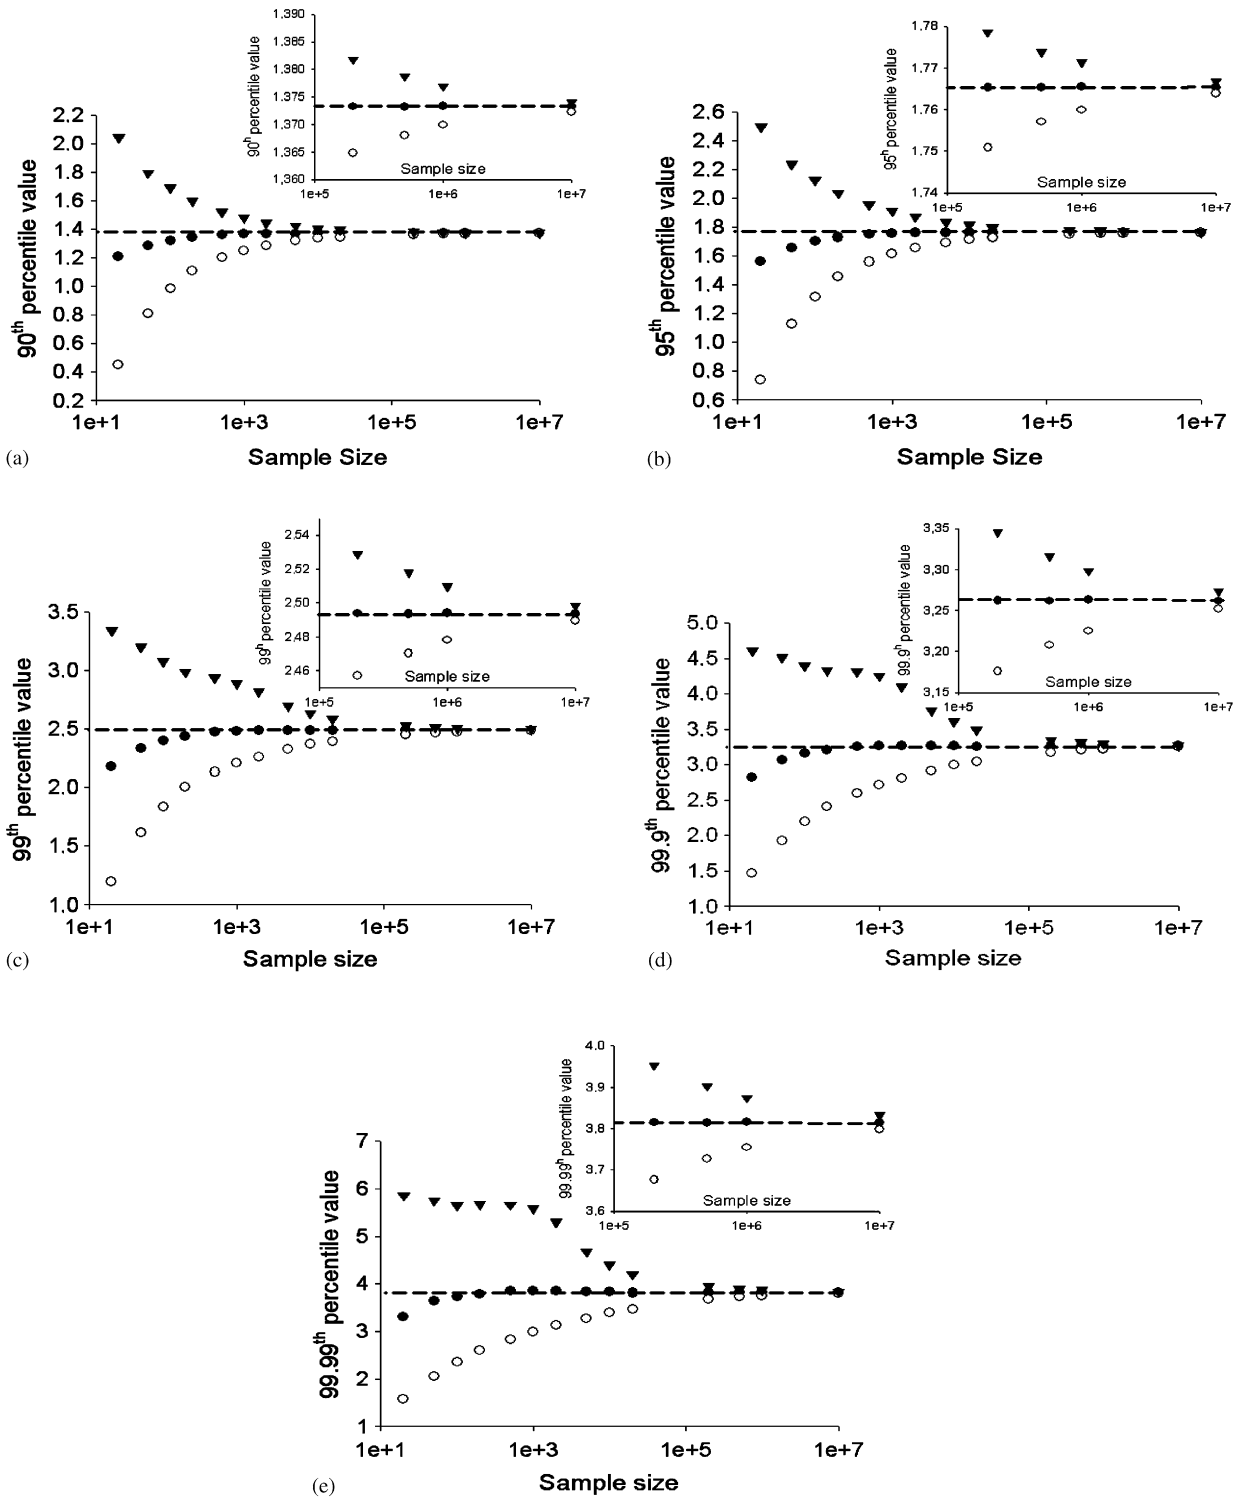 1,390
1,385
1,380
1,375
1,370
1,365
1,360
90h percentile value
Sample size
1e+5 1e+6 1e+7
2.2
2.0
1.8
1.6
1.4
1.2
1.0
0.8
0.6
0.4
0.2
90th percentile value
1e+1 1e+3 1e+5 1e+7
Sample Size
(a)
1.78
1.77
1.76
1.75
1.74
95h percentile value
Sample size
1e+5 1e+6 1e+7
2.6
2.4
2.2
2.0
1.8
1.6
1.4
1.2
1.0
0.8
0.6
95th percentile value
1e+1 1e+3 1e+5 1e+7
Sample Size
(b)
2.54
2.52
2.50
2.48
2.46
99h percentile value
Sample size
1e+5 1e+6 1e+7
3.5
3.0
2.5
2.0
1.5
1.0
99th percentile value
1e+1 1e+3 1e+5 1e+7
Sample size
(c)
3,35
3,30
3,25
3,20
3,15
99.9h percentile value
Sample size
1e+5 1e+6 1e+7
5.0
4.5
4.0
3.5
3.0
2.5
2.0
1.5
1.0
99.9th percentile value
1e+1 1e+3 1e+5 1e+7
Sample size
(d)
4.0
3.9
3.8
3.7
3.6
99.99h percentile value
Sample size
1e+5 1e+6 1e+7
7
6
5
4
3
2
1
99.99th percentile value
1e+1 1e+3 1e+5 1e+7
Sample size
(e)